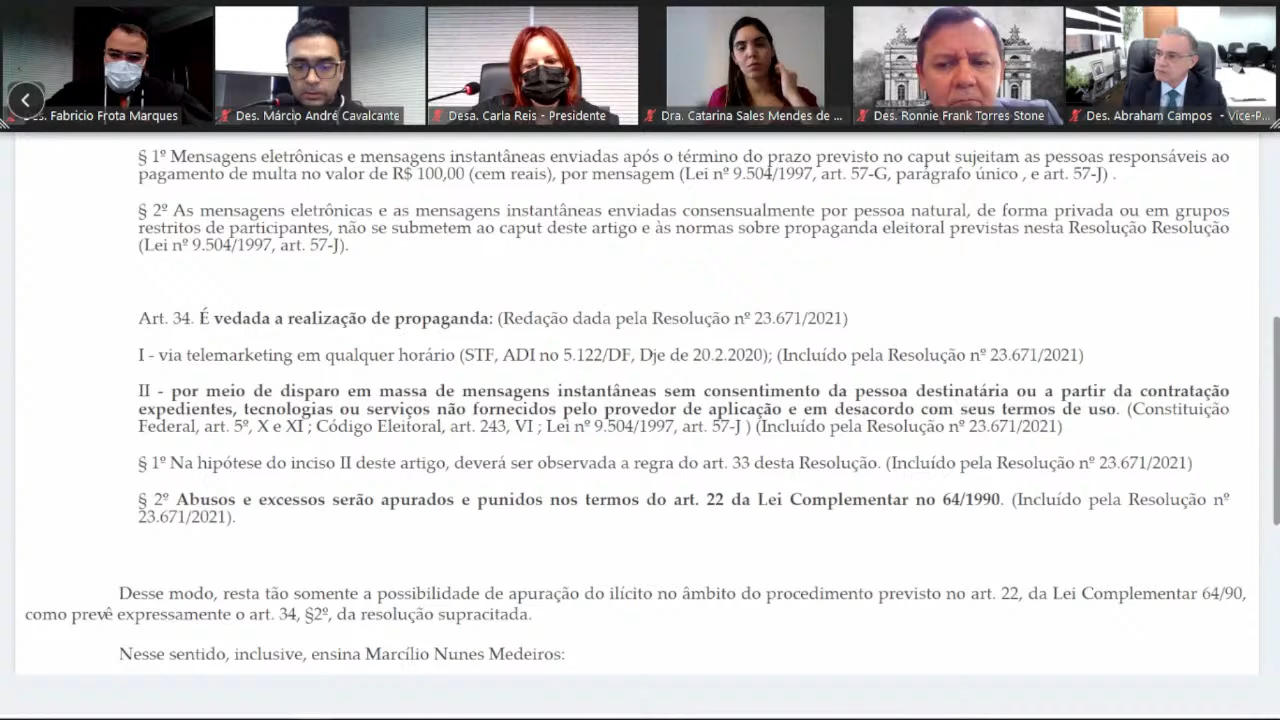 Des. Fabricio Frota Marques
Des. Márcio André Cavalcante
Desa. Carla Reis - Presidente
Dra. Catarina Sales Mendes de ...
Des. Ronnie Frank Torres Stone
Des. Abraham Campos - Vice-P...
§ 1º Mensagens eletrônicas e mensagens instantâneas enviadas após o término do prazo previsto no caput sujeitam as pessoas responsáveis ao
pagamento de multa no valor de R$ 100,00 (cem reais), por mensagem (Lei nº 9.504/1997, art. 57-G, parágrafo único , e art. 57-J) .
§ 2º As mensagens eletrônicas e as mensagens instantâneas enviadas consensualmente por pessoa natural, de forma privada ou em grupos
restritos de participantes, não se submetem ao caput deste artigo e às normas sobre propaganda eleitoral previstas nesta Resolução Resolução
(Lei nº 9.504/1997, art. 57-J).
Art. 34. É vedada a realização de propaganda: (Redação dada pela Resolução nº 23.671/2021)
I - via telemarketing em qualquer horário (STF, ADI no 5.122/DF, Dje de 20.2.2020); (Incluído pela Resolução nº 23.671/2021)
II - por meio de disparo em massa de mensagens instantâneas sem consentimento da pessoa destinatária ou a partir da contratação
expedientes, tecnologias ou serviços não fornecidos pelo provedor de aplicação e em desacordo com seus termos de uso. (Constituição
Federal, art. 5º, X e XI ; Código Eleitoral, art. 243, VI ; Lei nº 9.504/1997, art. 57-J ) (Incluído pela Resolução nº 23.671/2021)
§ 1º Na hipótese do inciso II deste artigo, deverá ser observada a regra do art. 33 desta Resolução. (Incluído pela Resolução nº 23.671/2021)
§ 2º Abusos e excessos serão apurados e punidos nos termos do art. 22 da Lei Complementar no 64/1990. (Incluído pela Resolução nº
23.671/2021).
Desse modo, resta tão somente a possibilidade de apuração do ilícito no âmbito do procedimento previsto no art. 22, da Lei Complementar 64/90,
como prevê expressamente o art. 34, §2º, da resolução supracitada.
Nesse sentido, inclusive, ensina Marcílio Nunes Medeiros: